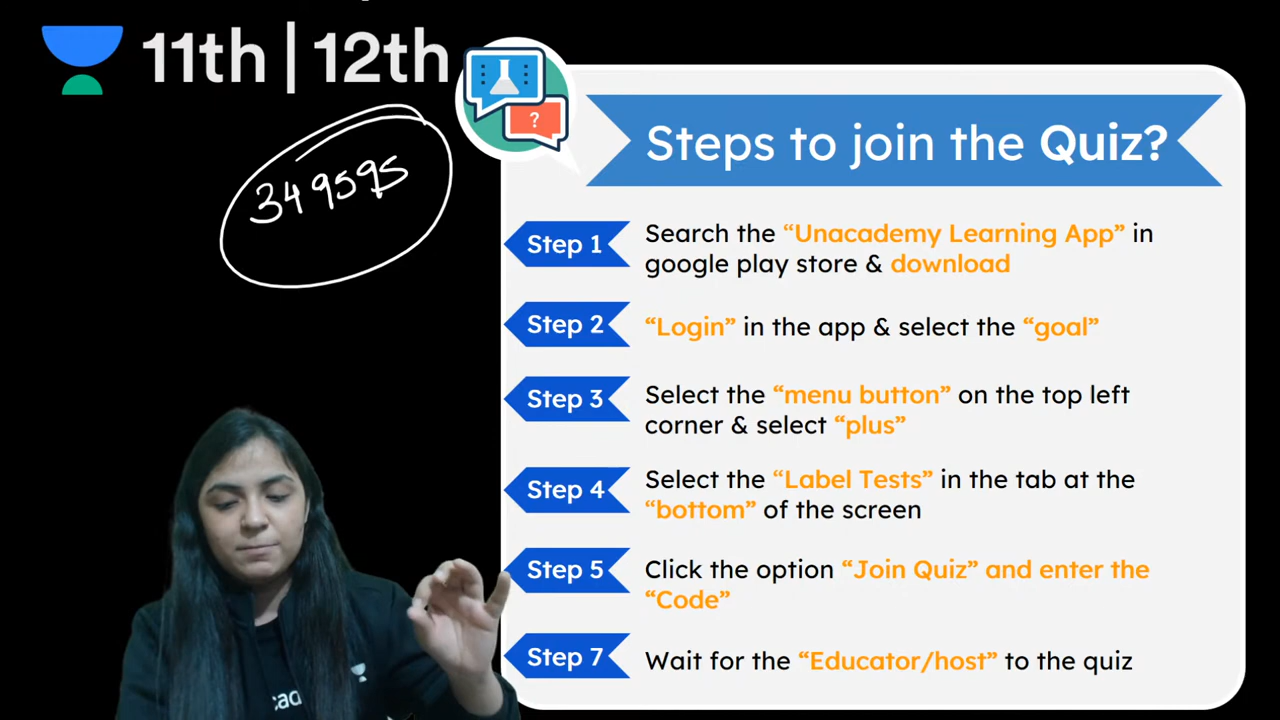 11th | 12th
349595
?
Steps to join the Quiz?
Step 1
Search the “Unacademy Learning App” in
google play store & download
Step 2
“Login” in the app & select the “goal”
Step 3
Select the “menu button” on the top left
corner & select “plus”
Step 4
Select the “Label Tests” in the tab at the
“bottom” of the screen
Step 5
Click the option “Join Quiz” and enter the
“Code”
Step 7
Wait for the “Educator/host” to the quiz